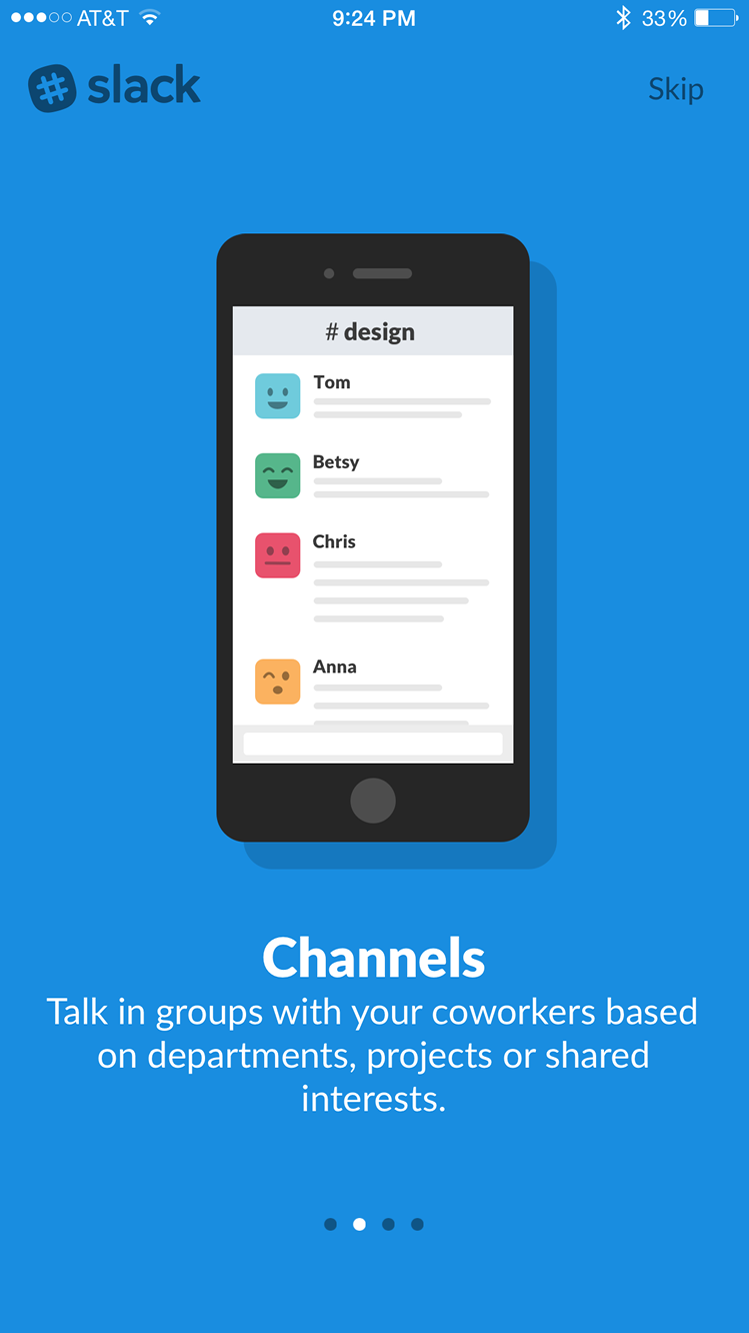 AT&T 9:24 PM 33%
slack Skip
# design
Tom
Betsy
Chris
Anna
Channels
Talk in groups with your coworkers based
on departments, projects or shared
interests.